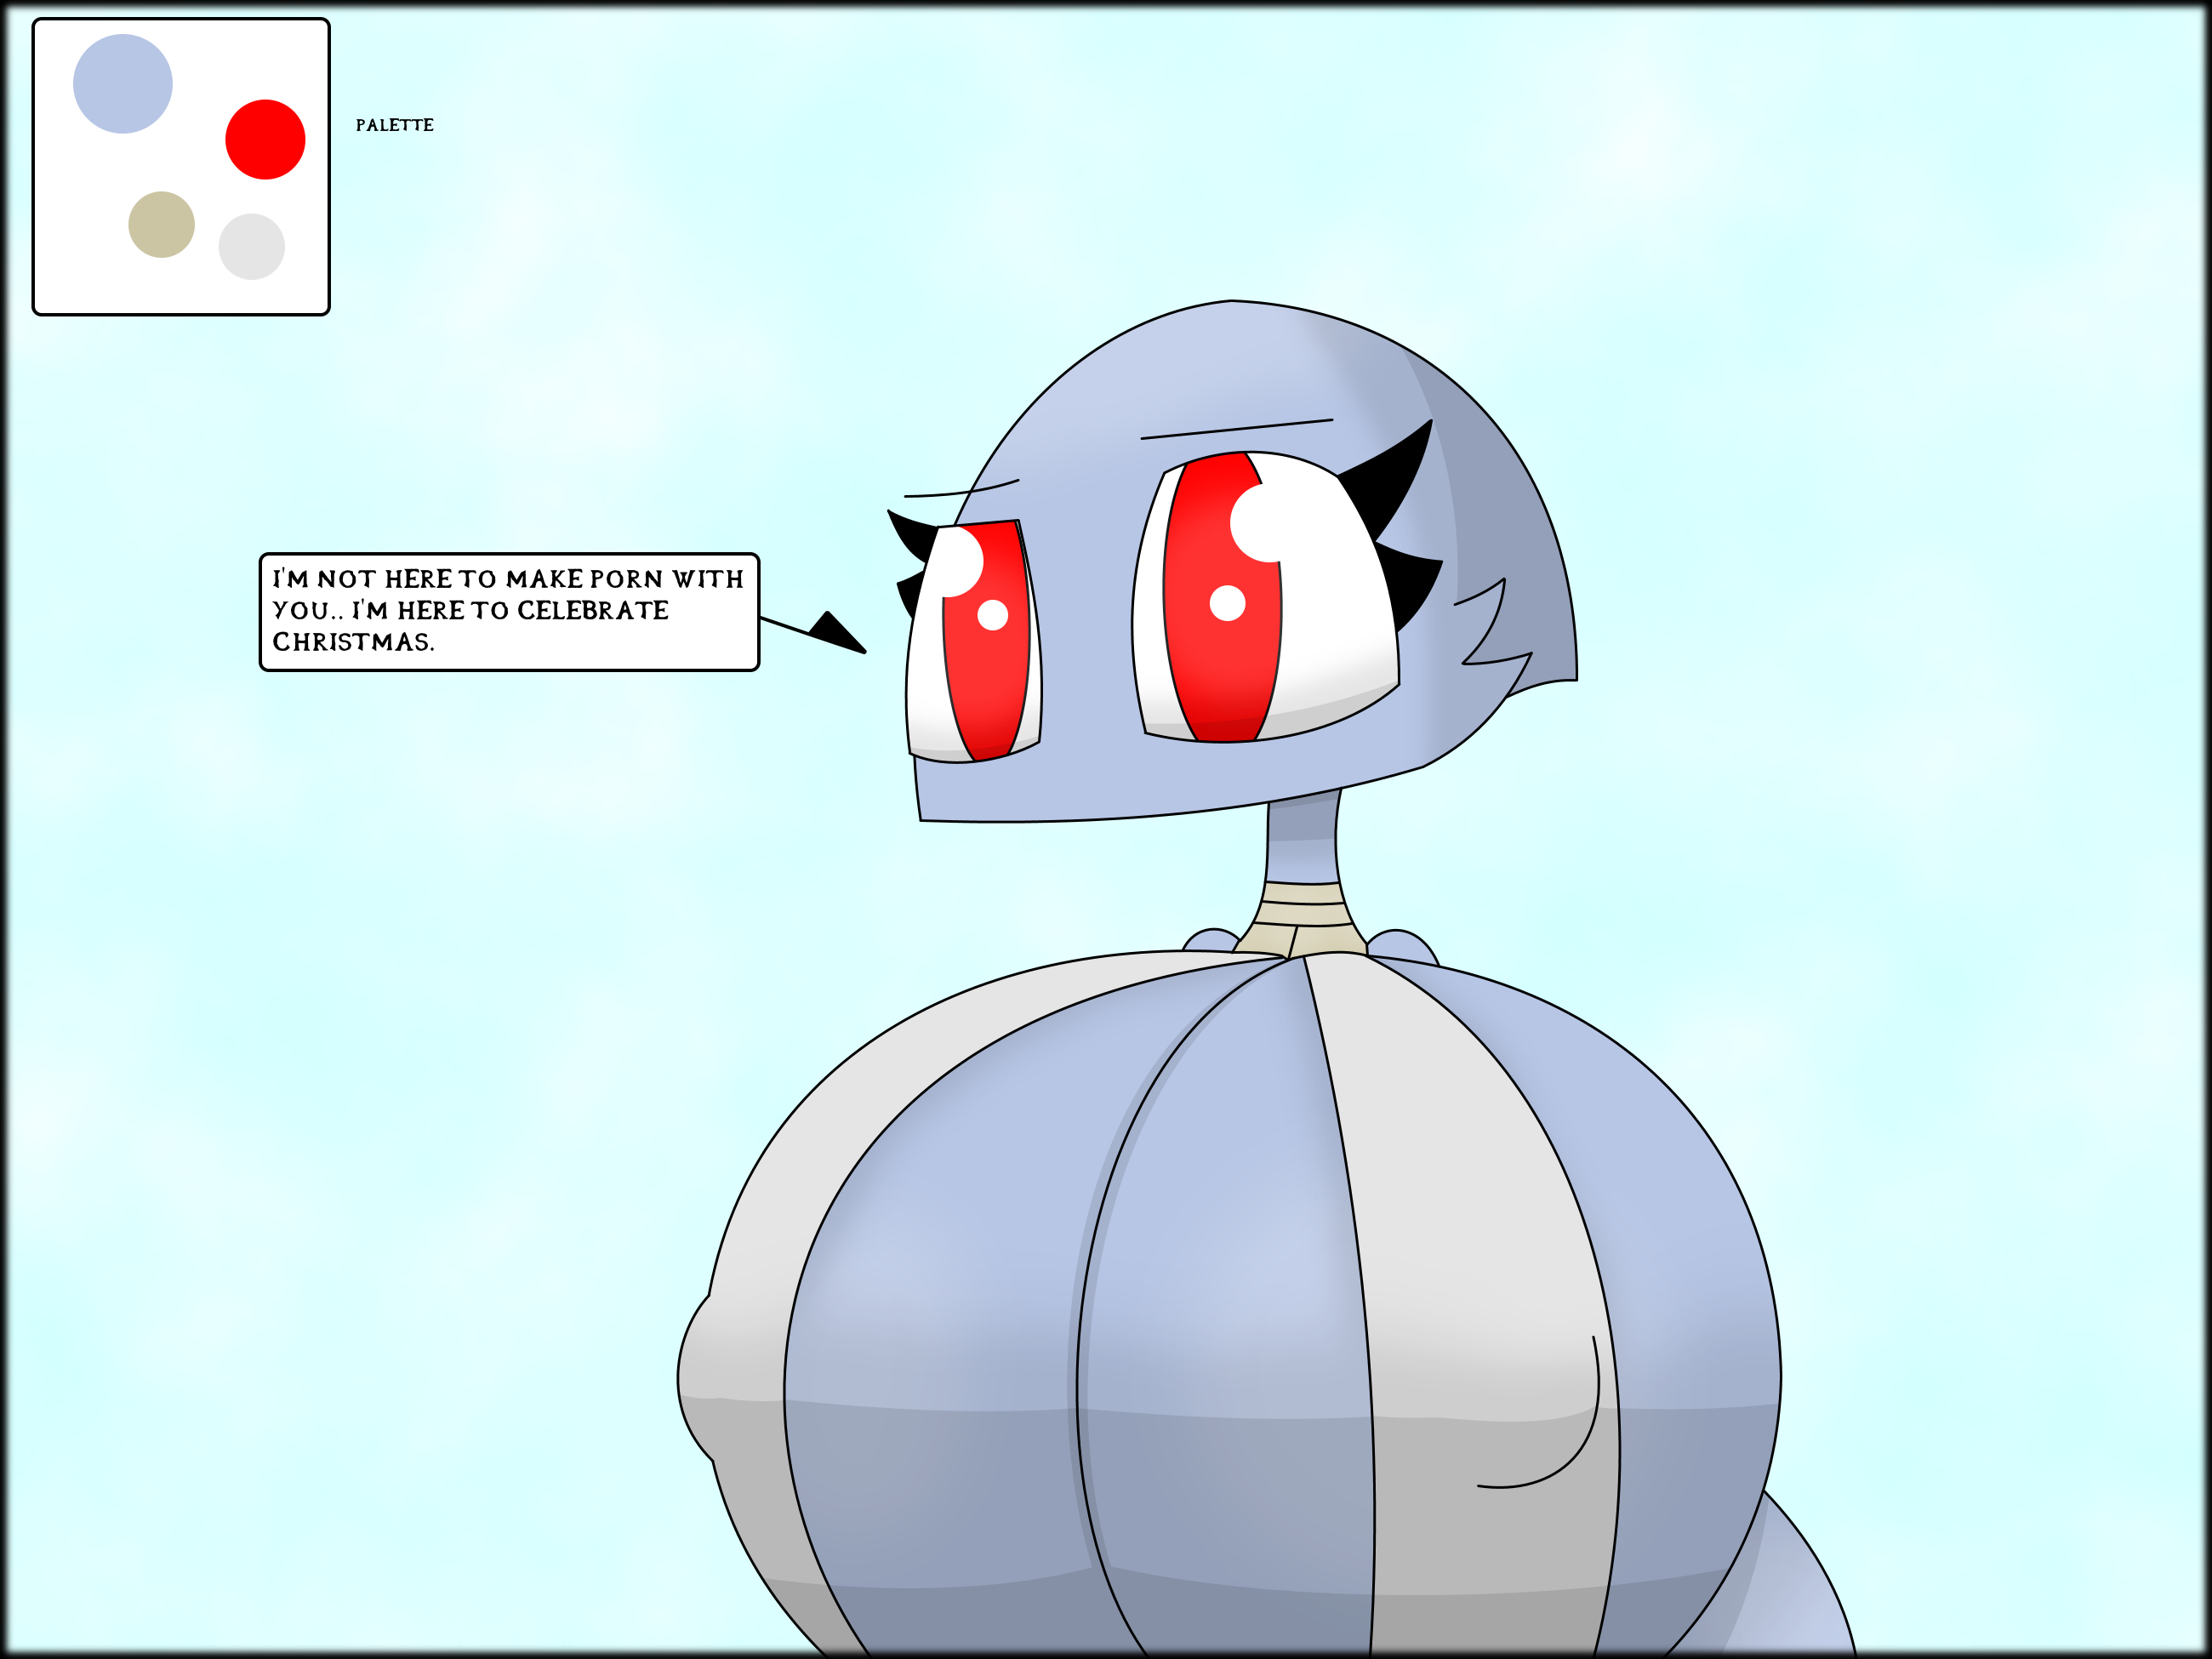 PALETTE
I'M NOT HERE TO MAKE PORN WITH
YOU.. I'M HERE TO CELEBRATE
CHRISTMAS.